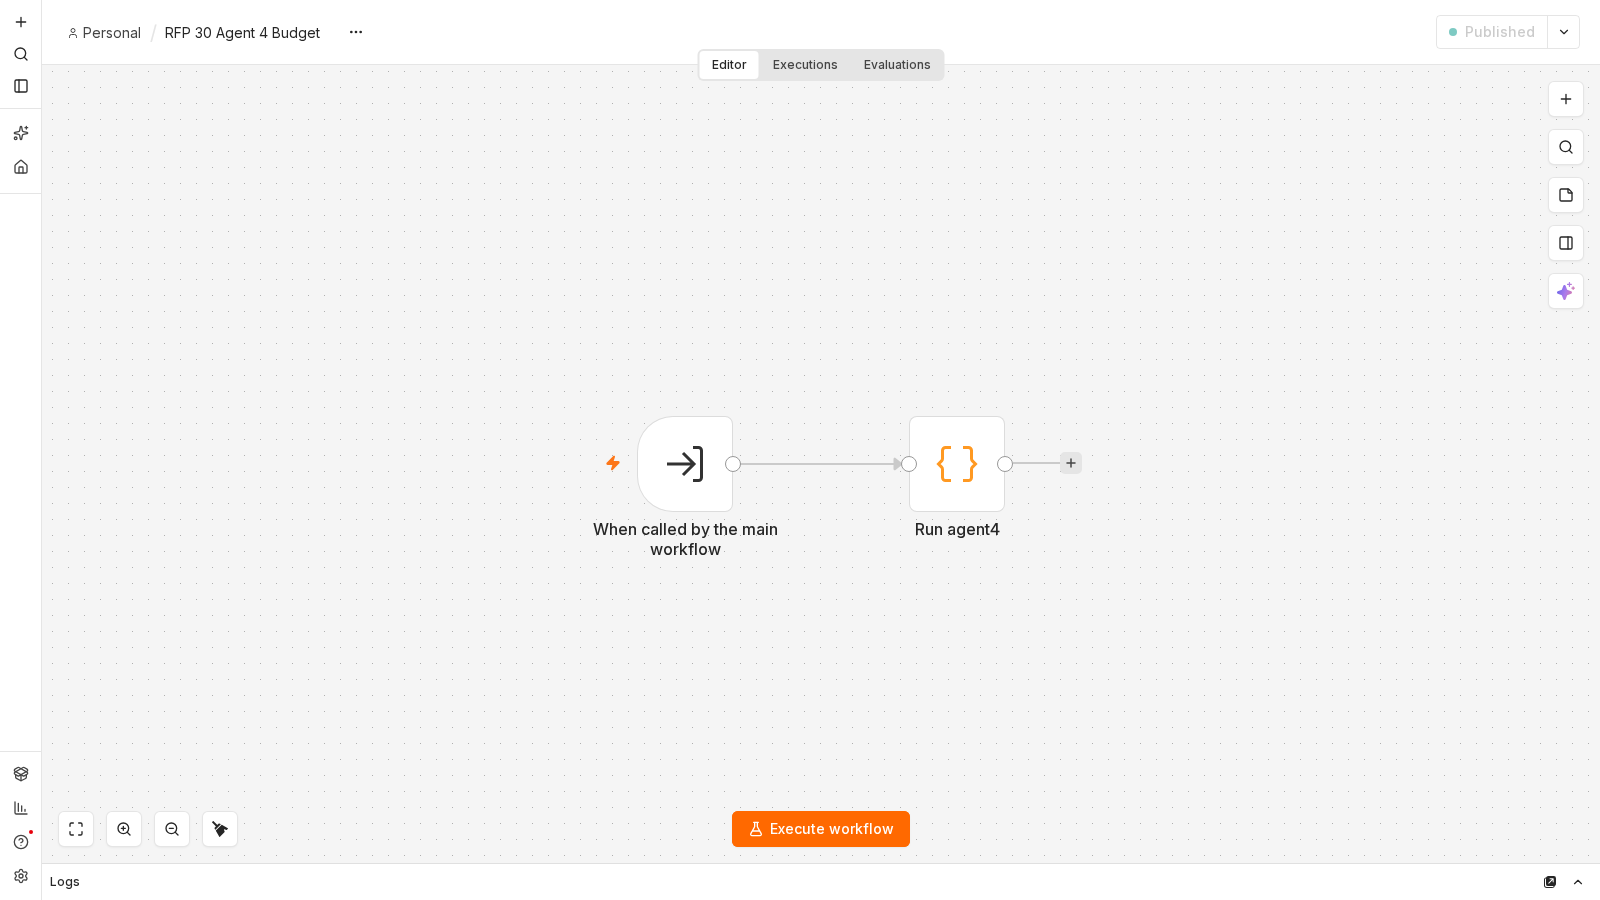 Personal / RFP 30 Agent 4 Budget
Published
Editor Executions Evaluations
When called by the main
workflow
Run agent4
Execute workflow
Logs